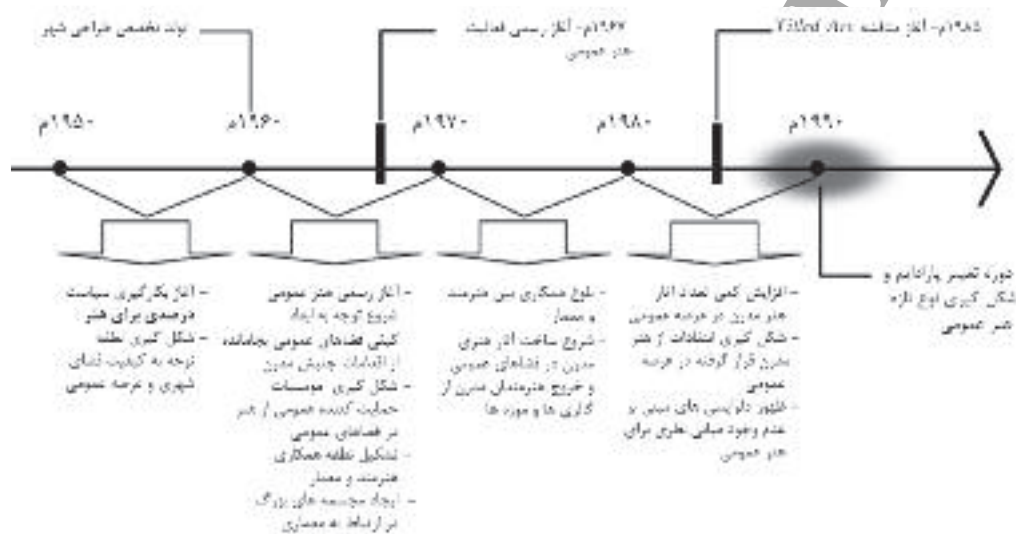 تولد تخصص طراحی شهر
۱۹۶۷م- آغاز رسمی فعالیت
هنر عمومی
۱۹۸۵م- آغاز مناقشه Tilted Arc
۱۹۵۰م
۱۹۶۰م
۱۹۷۰م
۱۹۸۰م
۱۹۹۰م
- آغاز بکارگیری سیاست
درصدی برای هنر
- شکل گیری نطفه
توجه به کیفیت فضای
شهری و عرصه عمومی
- آغاز رسمی هنر عمومی
شروع توجه به ابعاد
کیفی فضاهای عمومی بجامانده
از اقدامات جنبش مدرن
- شکل گیری موسسات
حمایت کننده عمومی / هنر
در فضاهای عمومی
- تشکیل نطفه همکاری
هنرمند و معمار
- ایجاد مجسمه های بزرگ
در ارتباط به معماری
- بلوغ همکاری بین هنرمند
و معمار
- شروع ساخت آثار هنری
مدرن در فضاهای عمومی
و خروج هنرمندان مدرن از
گالری ها و موزه ها
- افزایش کمی تعداد آثار
هنر مدرن در عرصه عمومی
- شکل گیری انتقادات از هنر
مدرن قرار گرفته در عرصه
عمومی
- ظهور دلواپسی های مبنی بر
عدم وجود مبانی نظری برای
هنر عمومی
دوره تغییر پارادایم و
شکل گیری نوع تازه
هنر عمومی